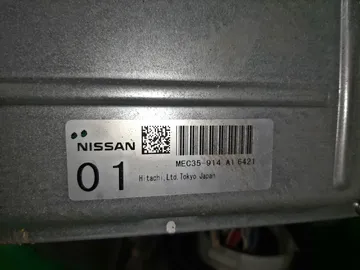 NISSAN
MEC35-914 A1 6421
01
Hitachi,Ltd.Tokyo Japan